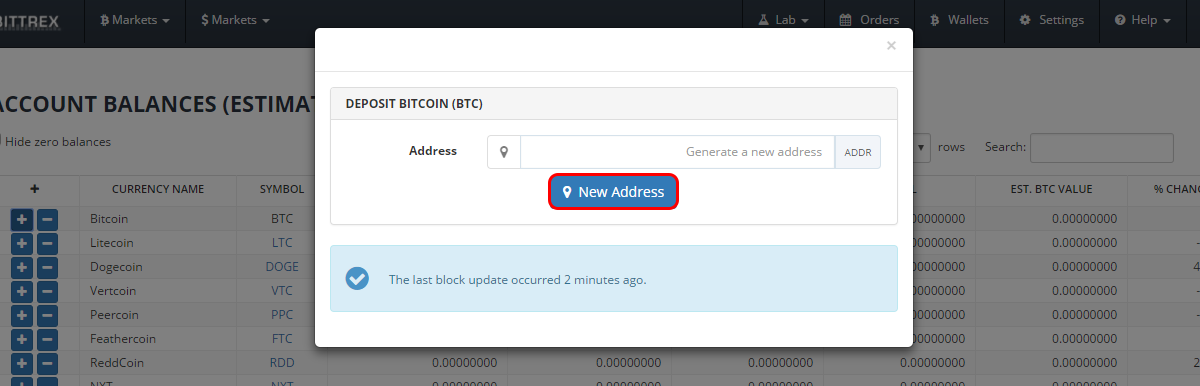 BITTREX Markets $ Markets Lab Orders Wallets Settings Help
×
ACCOUNT BALANCES (ESTIMAT
DEPOSIT BITCOIN (BTC)
Hide zero balances
Address Generate a new address ADDR
rows Search:
New Address
+ CURRENCY NAME SYMBOL EST. BTC VALUE % CHANG
Bitcoin BTC 0.00000000 0.00000000
Litecoin LTC 0.00000000 0.00000000 -
Dogecoin DOGE 0.00000000 0.00000000 4
The last block update occurred 2 minutes ago.
Vertcoin VTC 0.00000000 0.00000000 -
Peercoin PPC 0.00000000 0.00000000 -
Feathercoin FTC 0.00000000 0.00000000
ReddCoin RDD 0.00000000 0.00000000 0.00000000 0.00000000 0.00000000 2
NXT NXT